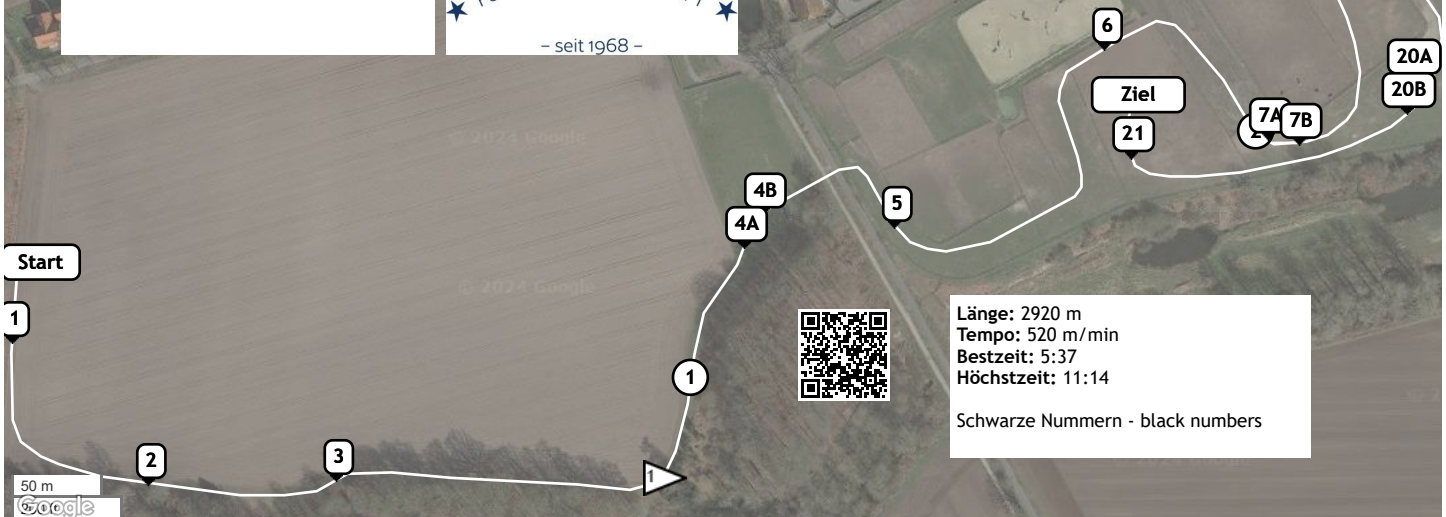 – seit 1968 –
6
20A
20B
Ziel
21
7A
7B
2
© 2024 Google
4B
4A
5
Start
1
© 2024 Google
1
Länge: 2920 m
Tempo: 520 m/min
Bestzeit: 5:37
Höchstzeit: 11:14
Schwarze Nummern - black numbers
2
3
1
50 m
Google